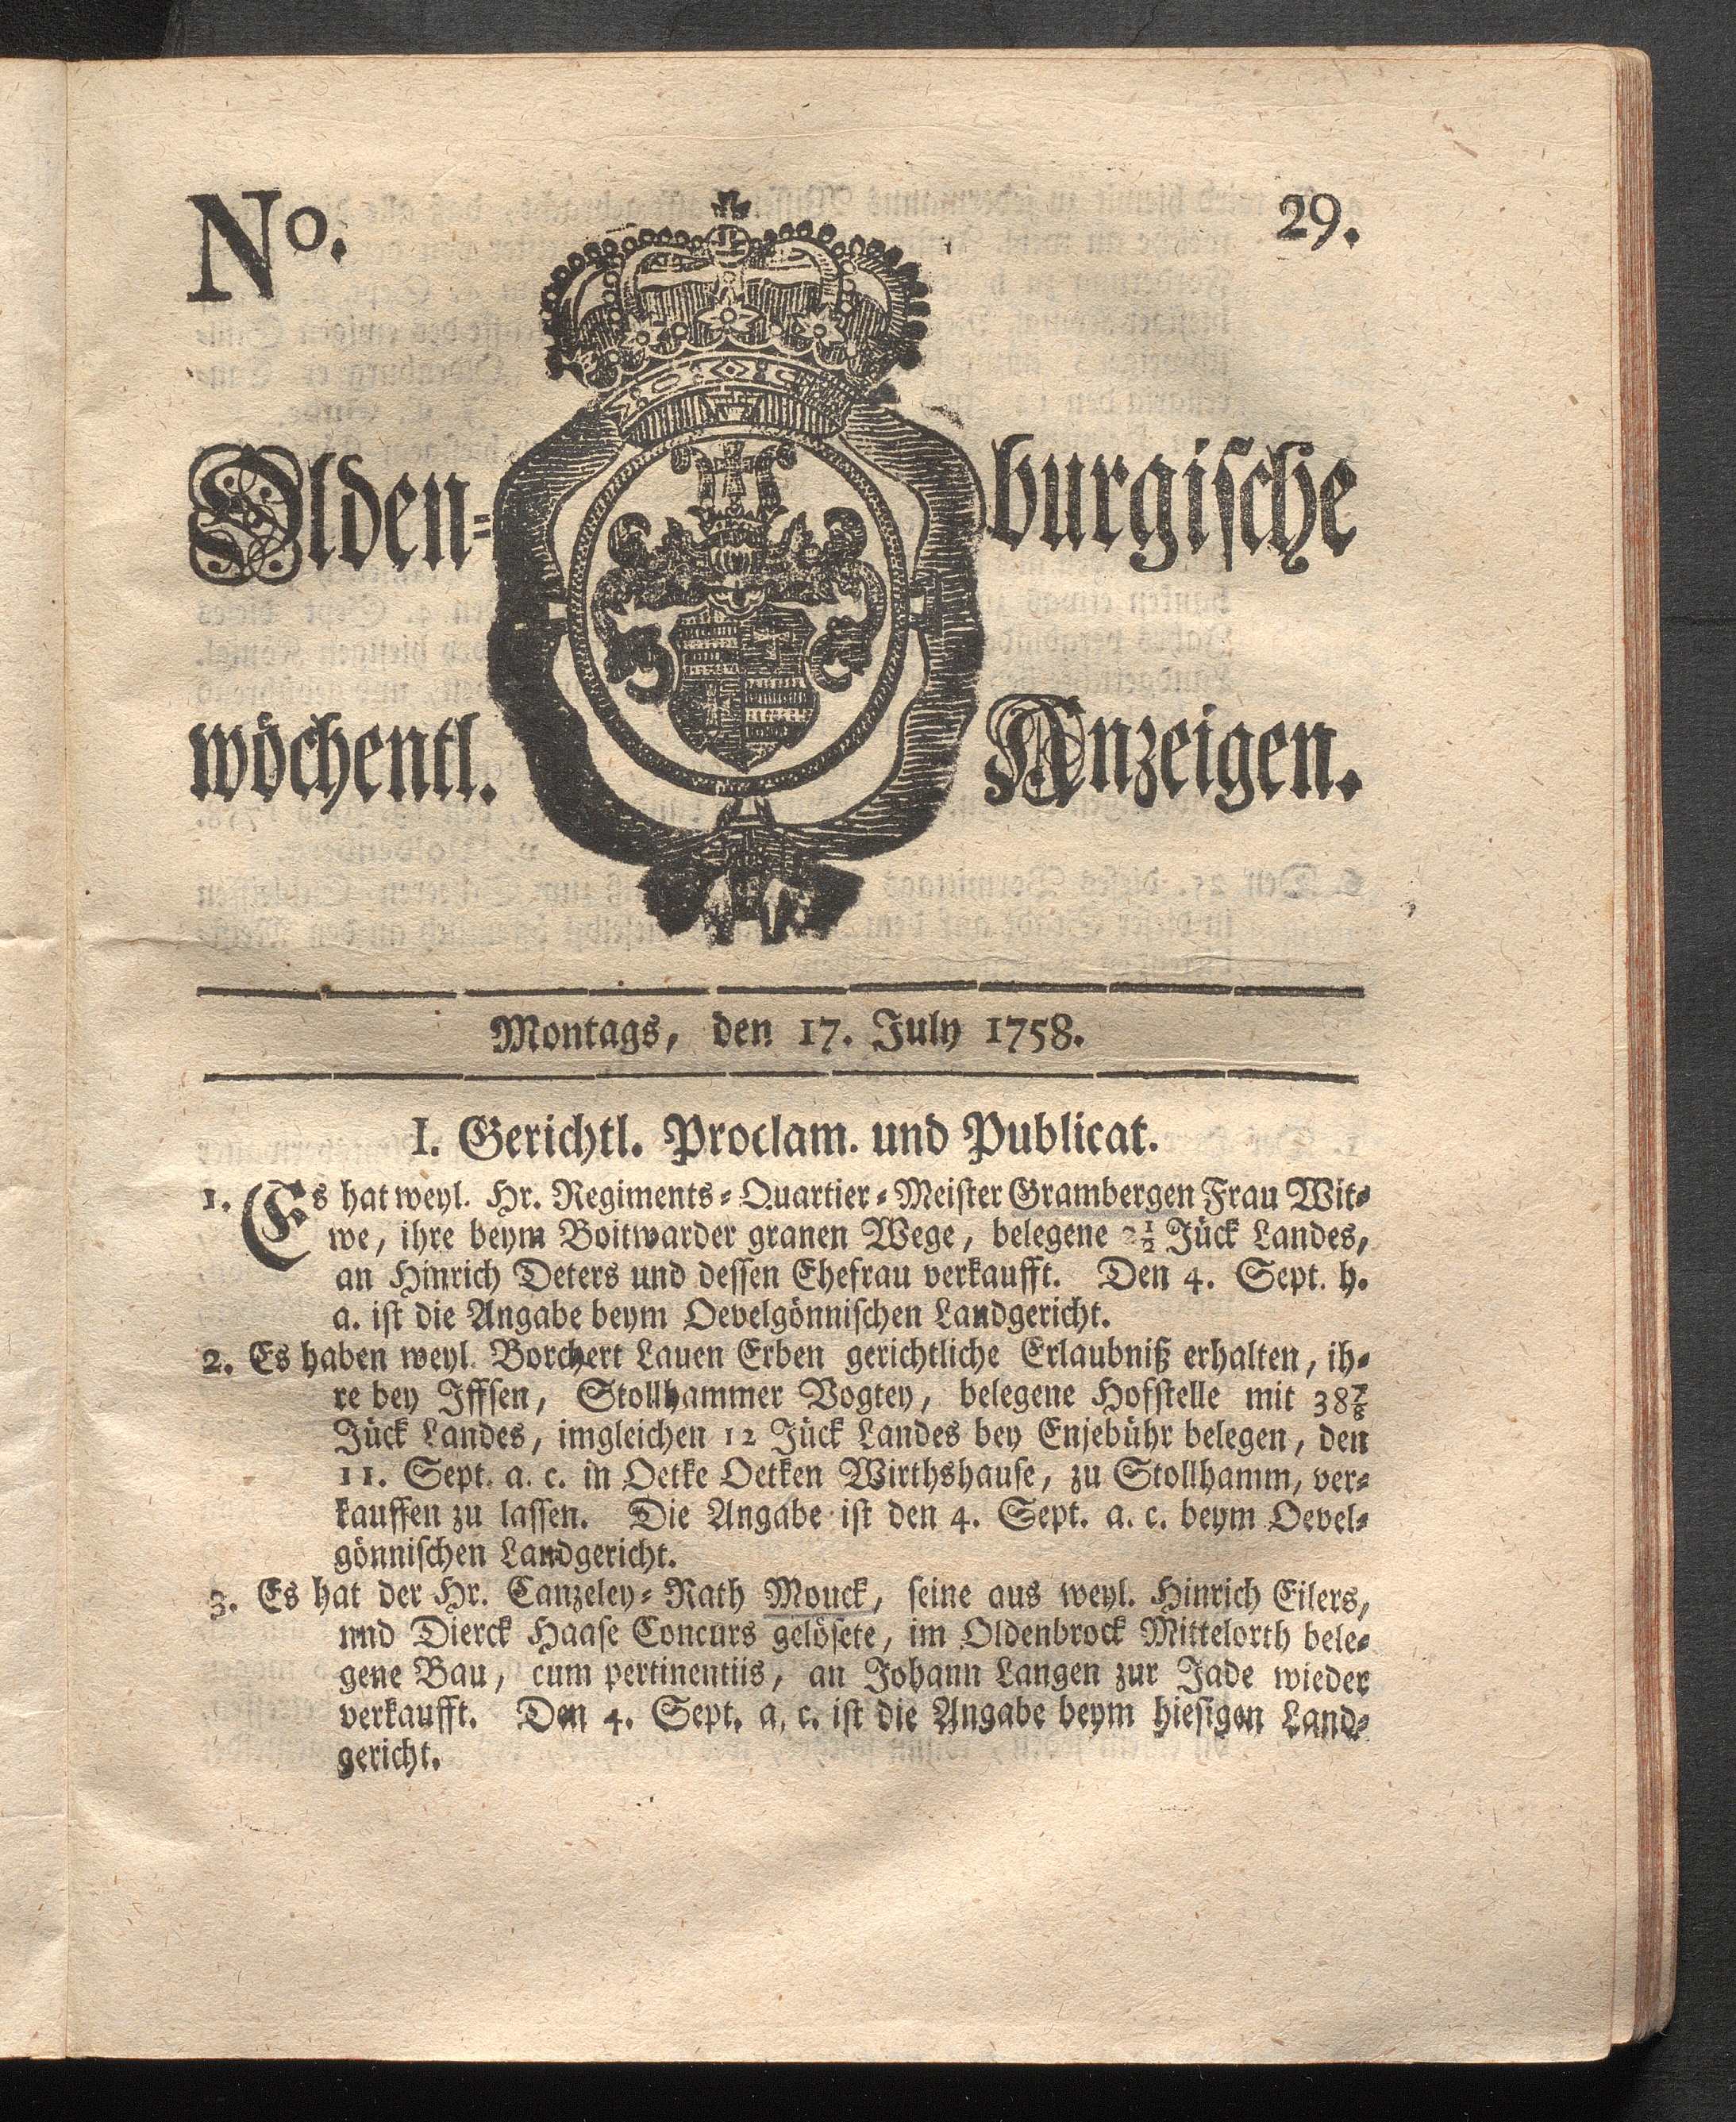 No. 29.
Olden- burgische
wöchentl. Anzeigen.
Montags, den 17. July 1758.
I. Gerichtl. Proclam. und Publicat.
1. Es hat weyl. Hr. Regiments-Quartier-Meister Grambergen Frau Wit-
we, ihre beym Boitwarder granen Wege, belegene 2½ Jück Landes,
an Hinrich Deters und dessen Ehefrau verkaufft. Den 4. Sept. h.
a. ist die Angabe beym Oevelgönnischen Landgericht.
2. Es haben weyl. Borchert Lauen Erben gerichtliche Erlaubniß erhalten, ih-
re bey Iffsen, Stollhammer Vogtey, belegene Hofstelle mit 38⅞
Jück Landes, imgleichen 12 Jück Landes bey Enjebühr belegen, den
11. Sept. a. c. in Oetke Oetken Wirthshause, zu Stollhamm, ver-
kauffen zu lassen. Die Angabe ist den 4. Sept. a. c. beym Oevel-
gönnischen Landgericht.
3. Es hat der Hr. Canzeley-Rath Mouck, seine aus weyl. Hinrich Eilers,
nnd Dierck Haase Concurs gelösete, im Oldenbrock Mittelorth bele-
gene Bau, cum pertinentiis, an Johann Langen zur Jade wieder
verkaufft. Den 4. Sept. a. c. ist die Angabe beym hiesigen Land-
gericht.